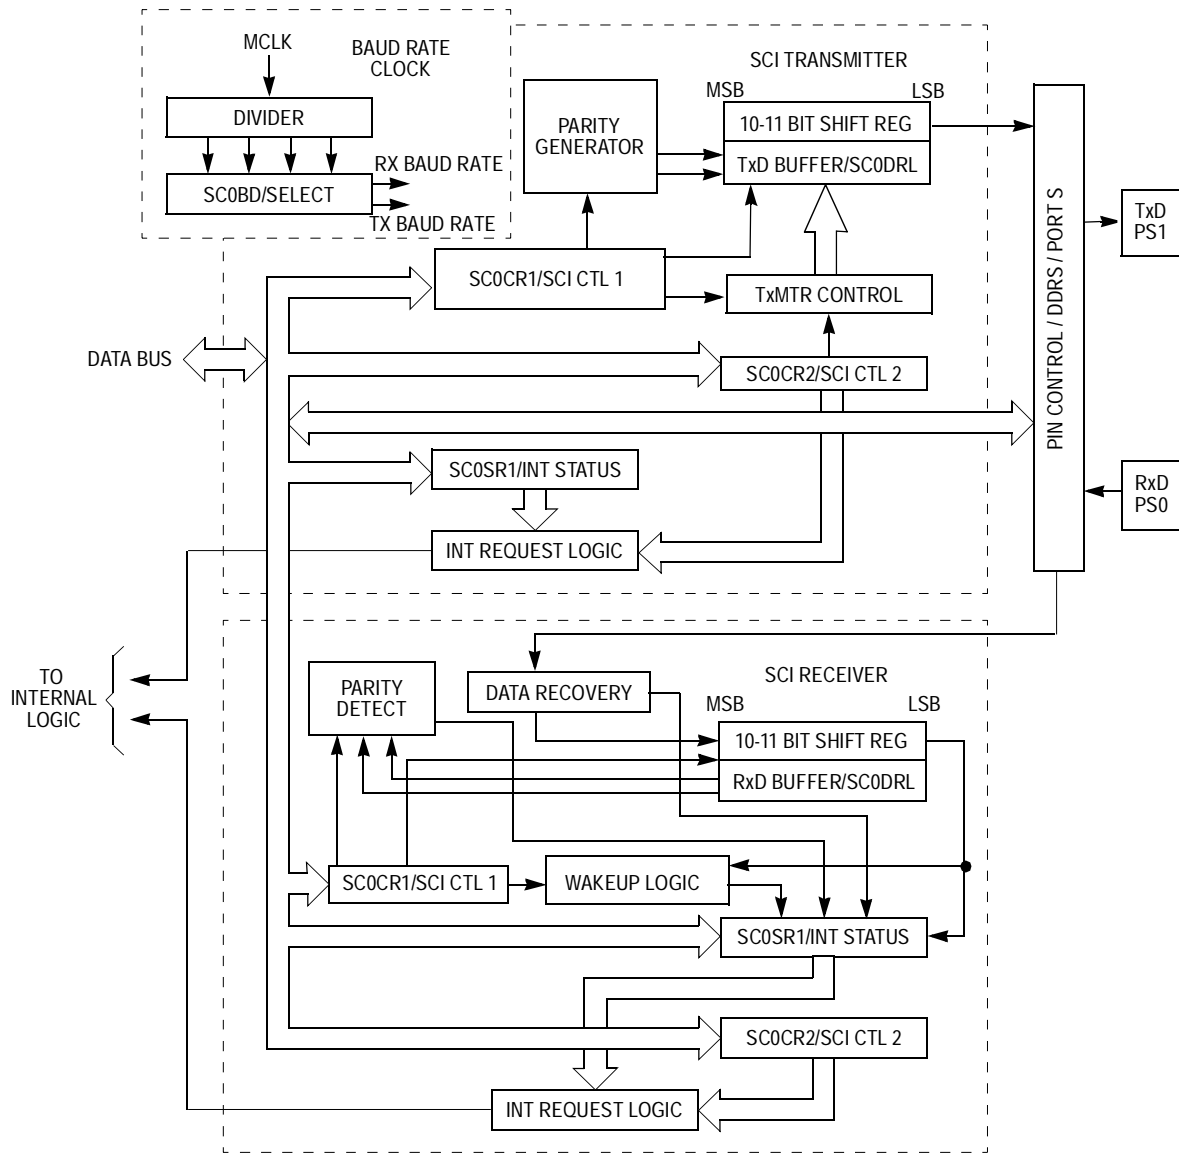 MCLK
BAUD RATE
CLOCK
DIVIDER
RX BAUD RATE
SC0BD/SELECT
TX BAUD RATE
SCI TRANSMITTER
MSB
LSB
PARITY
GENERATOR
10-11 BIT SHIFT REG
TxD BUFFER/SC0DRL
SC0CR1/SCI CTL 1
TxMTR CONTROL
DATA BUS
SC0CR2/SCI CTL 2
SC0SR1/INT STATUS
INT REQUEST LOGIC
PIN CONTROL / DDRS / PORT S
TxD
PS1
RxD
PS0
TO
INTERNAL
LOGIC
SCI RECEIVER
PARITY
DETECT
DATA RECOVERY
MSB
LSB
10-11 BIT SHIFT REG
RxD BUFFER/SC0DRL
SC0CR1/SCI CTL 1
WAKEUP LOGIC
SC0SR1/INT STATUS
SC0CR2/SCI CTL 2
INT REQUEST LOGIC